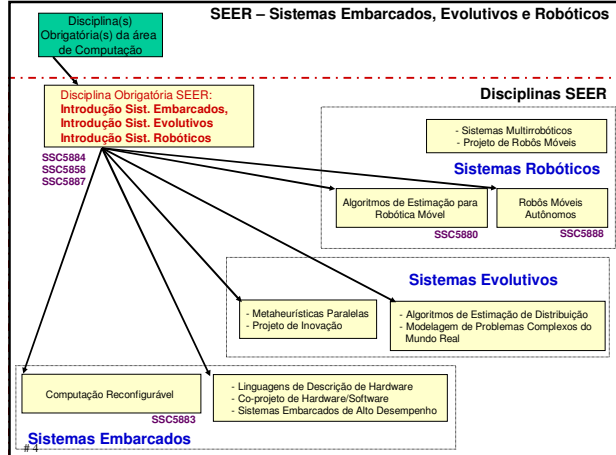 SEER – Sistemas Embarcados, Evolutivos e Robóticos
Disciplina(s)
Obrigatória(s) da área
de Computação
Disciplina Obrigatória SEER:
Introdução Sist. Embarcados,
Introdução Sist. Evolutivos
Introdução Sist. Robóticos
SSC5884
SSC5858
SSC5887
Disciplinas SEER
- Sistemas Multirrobóticos
- Projeto de Robôs Móveis
Sistemas Robóticos
Algoritmos de Estimação para
Robótica Móvel
SSC5880
Robôs Móveis
Autônomos
SSC5888
Sistemas Evolutivos
- Metaheurísticas Paralelas
- Projeto de Inovação
- Algoritmos de Estimação de Distribuição
- Modelagem de Problemas Complexos do
Mundo Real
Computação Reconfigurável
SSC5883
- Linguagens de Descrição de Hardware
- Co-projeto de Hardware/Software
- Sistemas Embarcados de Alto Desempenho
Sistemas Embarcados
# 4